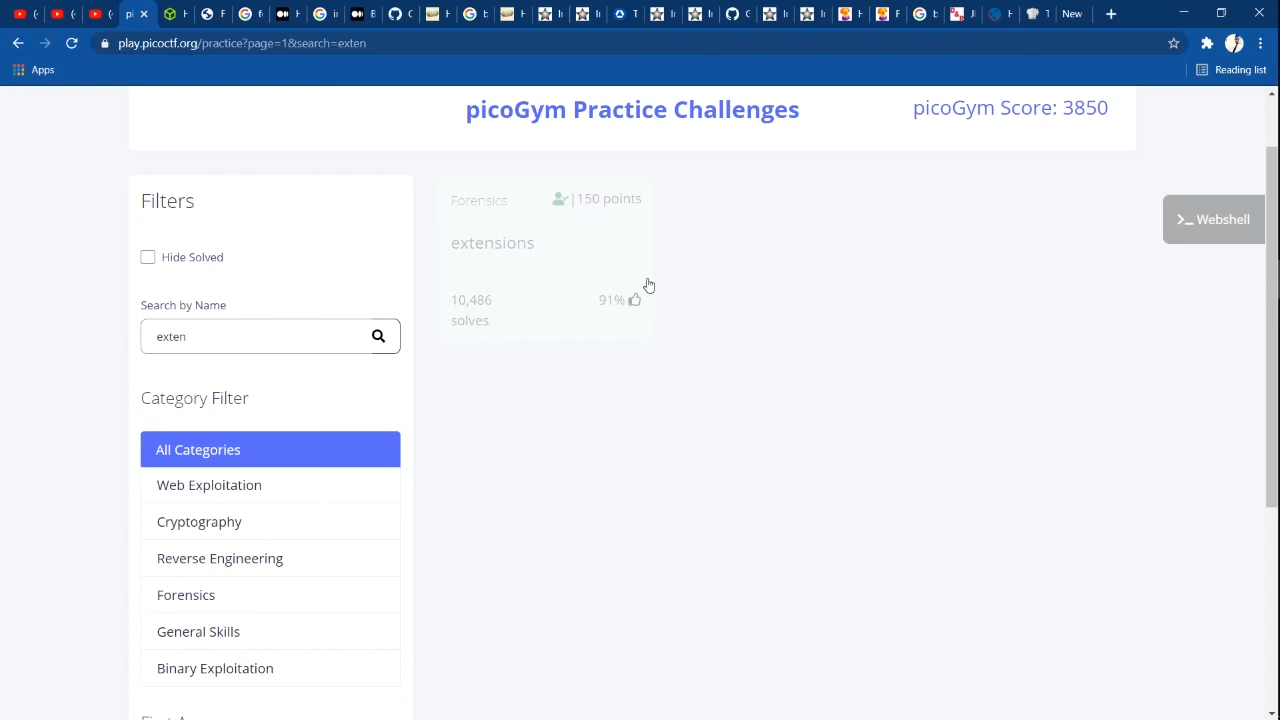 pi
F
G f
H
G i
B
C
H
G b
H
I
I
T
I
I
C
I
I
F
F
G b
H
T
New
play.picoctf.org/practice?page=1&search=exten
Apps
Reading list
picoGym Practice Challenges
picoGym Score: 3850
Filters
Forensics
|150 points
Webshell
extensions
Hide Solved
10,486
solves
91%
Search by Name
exten
Category Filter
All Categories
Web Exploitation
Cryptography
Reverse Engineering
Forensics
General Skills
Binary Exploitation